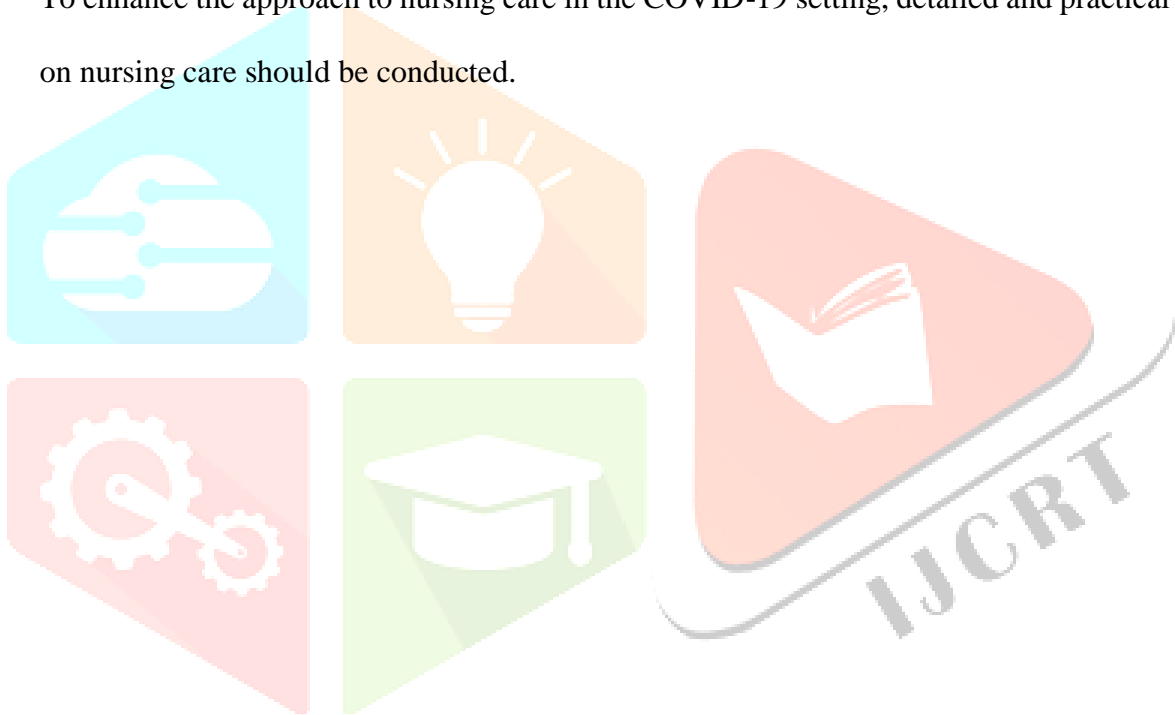 To enhance the approach to nursing care in the COVID-19 setting, detailed and practical
on nursing care should be conducted.
IJCRT